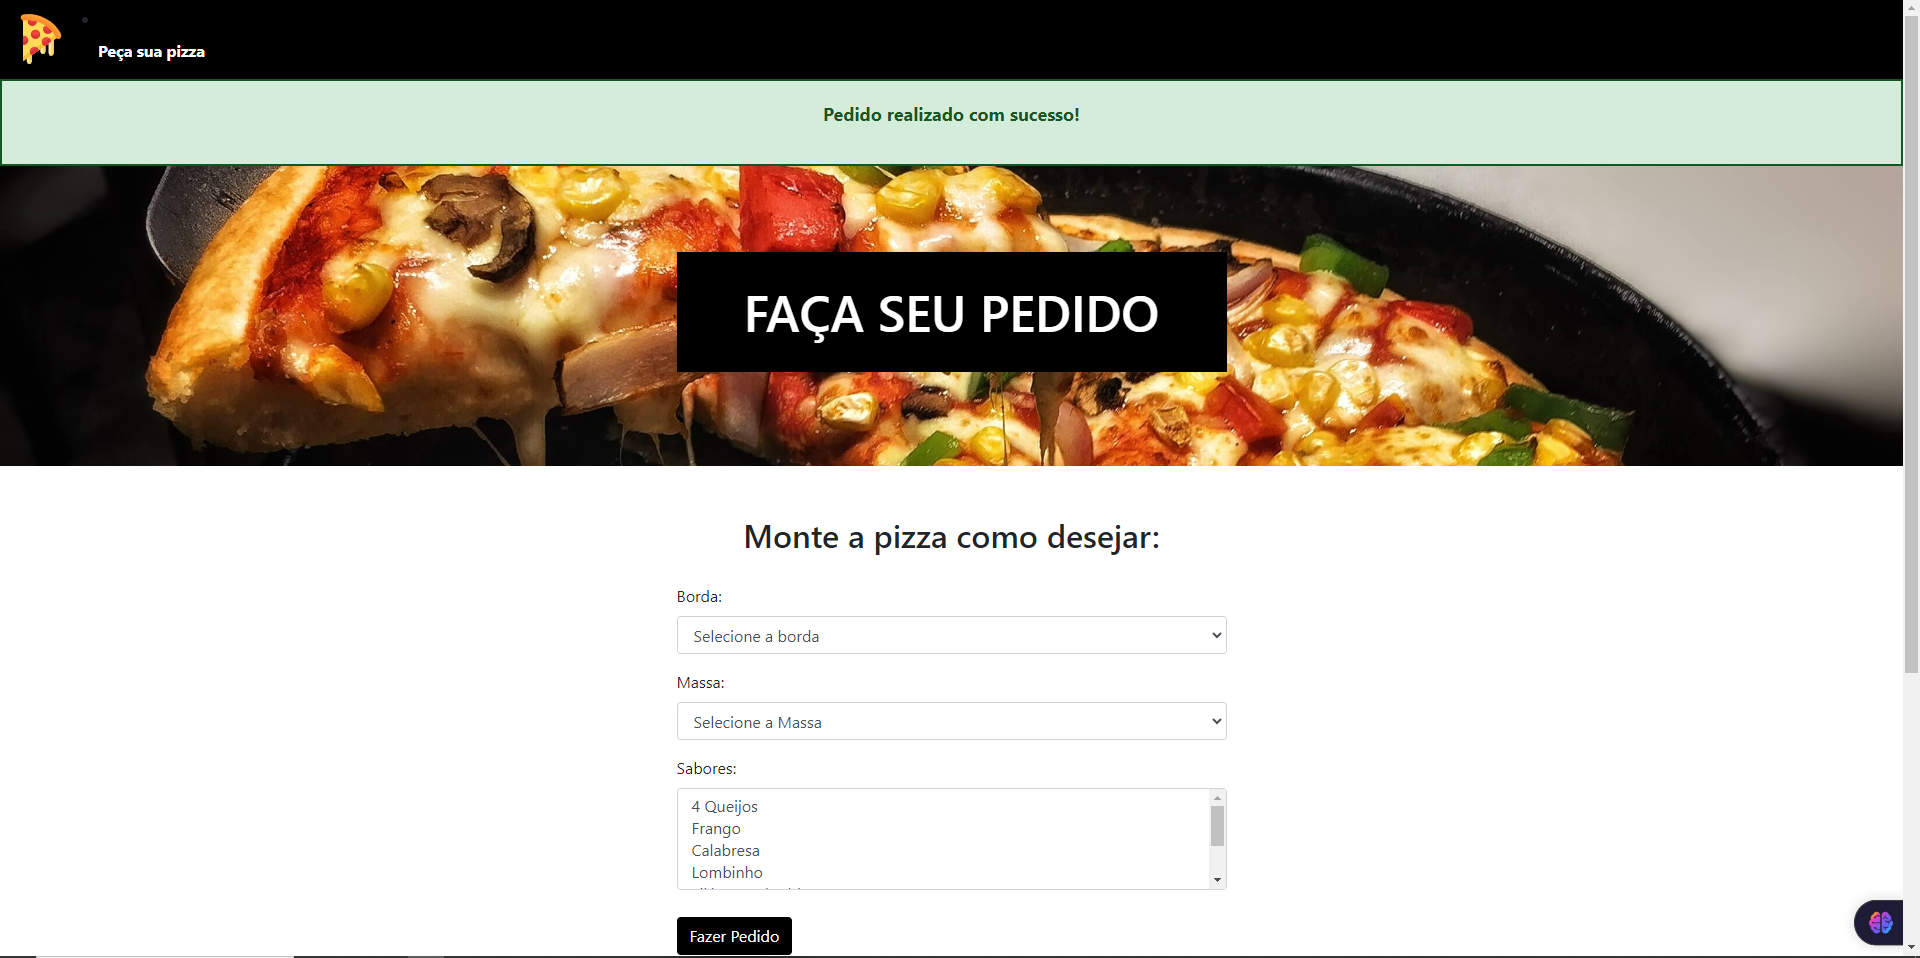 Peça sua pizza
Pedido realizado com sucesso!
FAÇA SEU PEDIDO
Monte a pizza como desejar:
Borda:
Selecione a borda
Massa:
Selecione a Massa
Sabores:
4 Queijos
Frango
Calabresa
Lombinho
Fazer Pedido